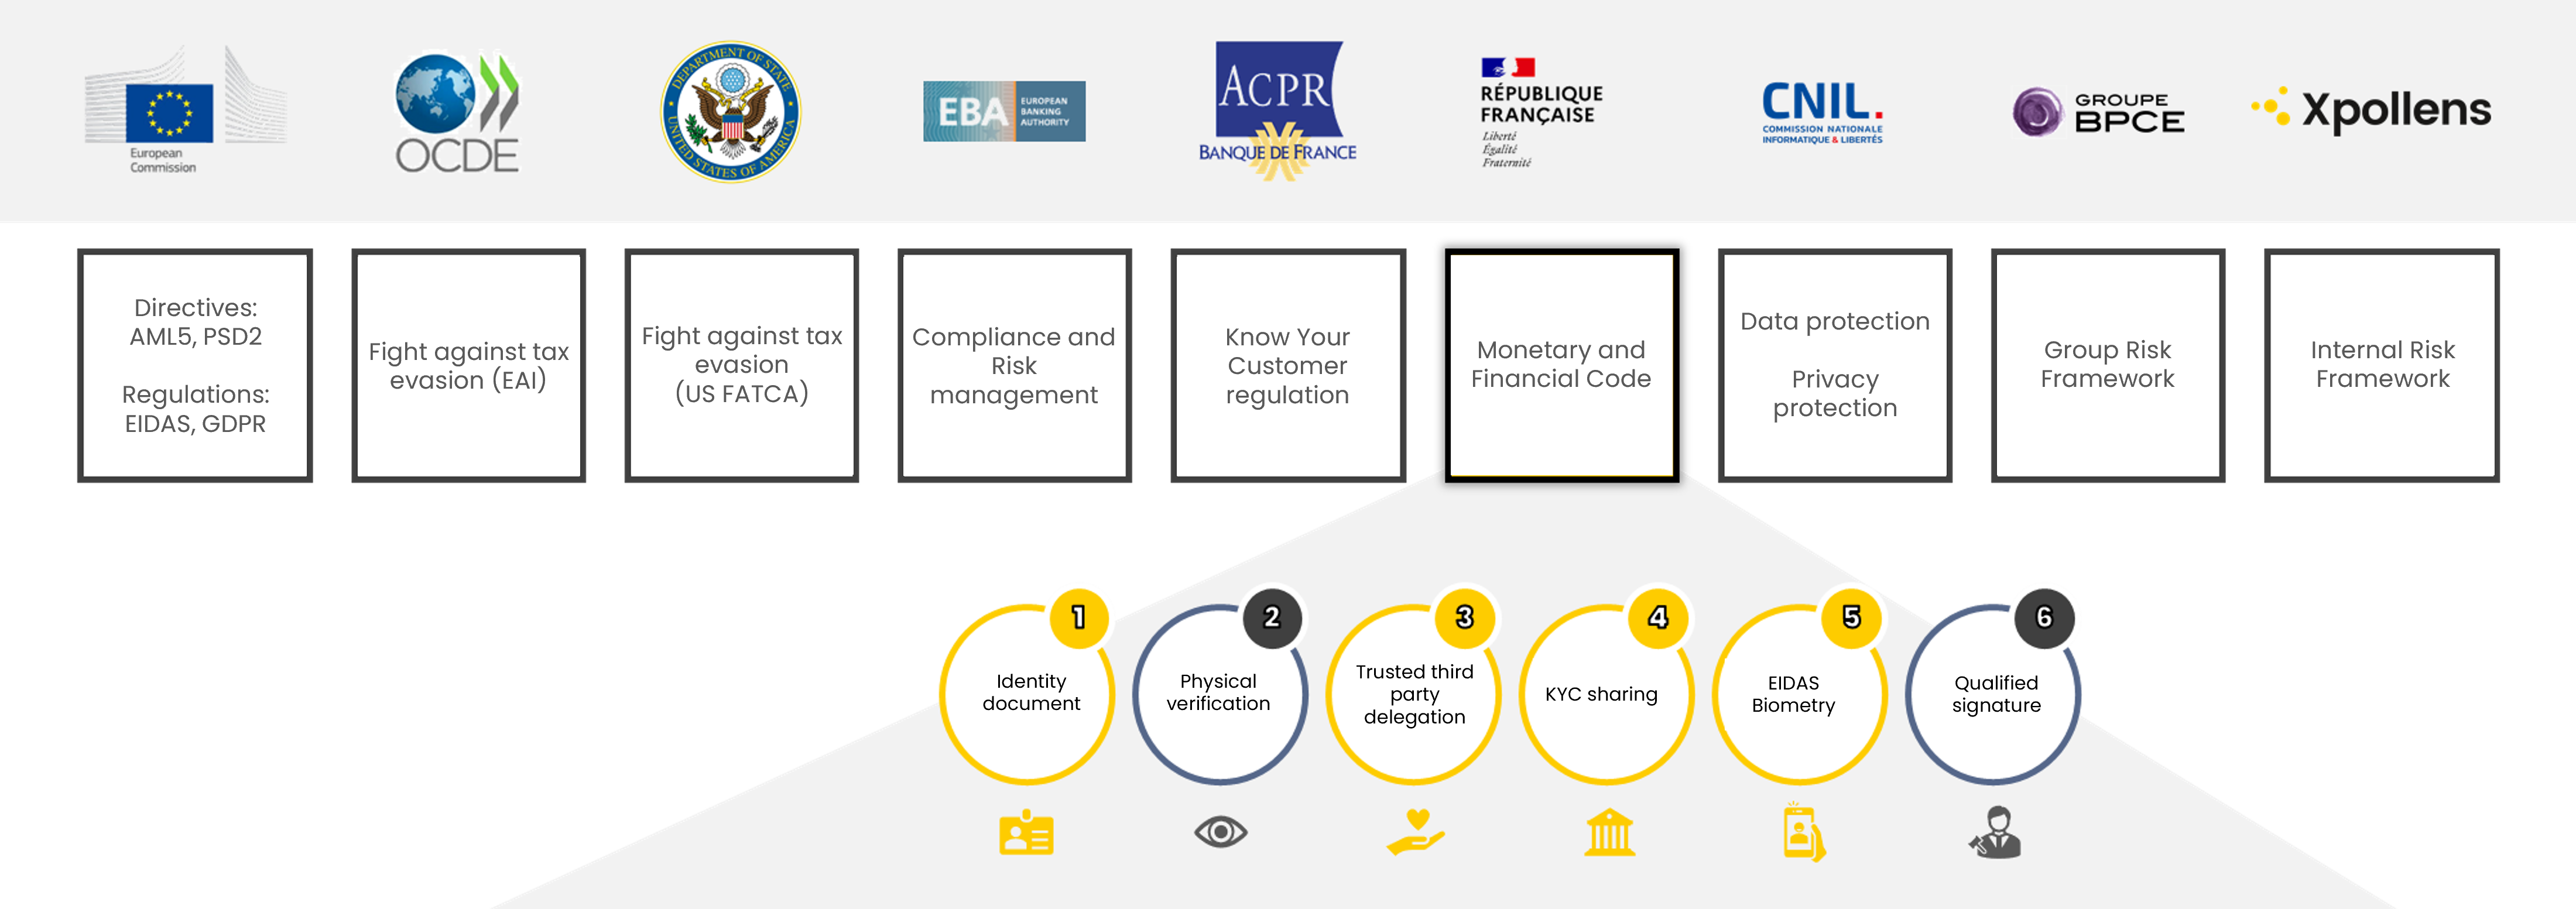 European
Commission
OCDE
DEPARTMENT OF STATE
UNITED STATES OF AMERICA
EBA
EUROPEAN
BANKING
AUTHORITY
ACPR
BANQUE DE FRANCE
RÉPUBLIQUE
FRANÇAISE
Liberté
Égalité
Fraternité
CNIL.
COMMISSION NATIONALE
INFORMATIQUE & LIBERTÉS
GROUPE
BPCE
Xpollens
Directives:
AML5, PSD2
Regulations:
EIDAS, GDPR
Fight against tax
evasion (EAI)
Fight against tax
evasion
(US FATCA)
Compliance and
Risk
management
Know Your
Customer
regulation
Monetary and
Financial Code
Data protection
Privacy
protection
Group Risk
Framework
Internal Risk
Framework
1
Identity
document
2
Physical
verification
3
Trusted third
party
delegation
4
KYC sharing
5
EIDAS
Biometry
6
Qualified
signature